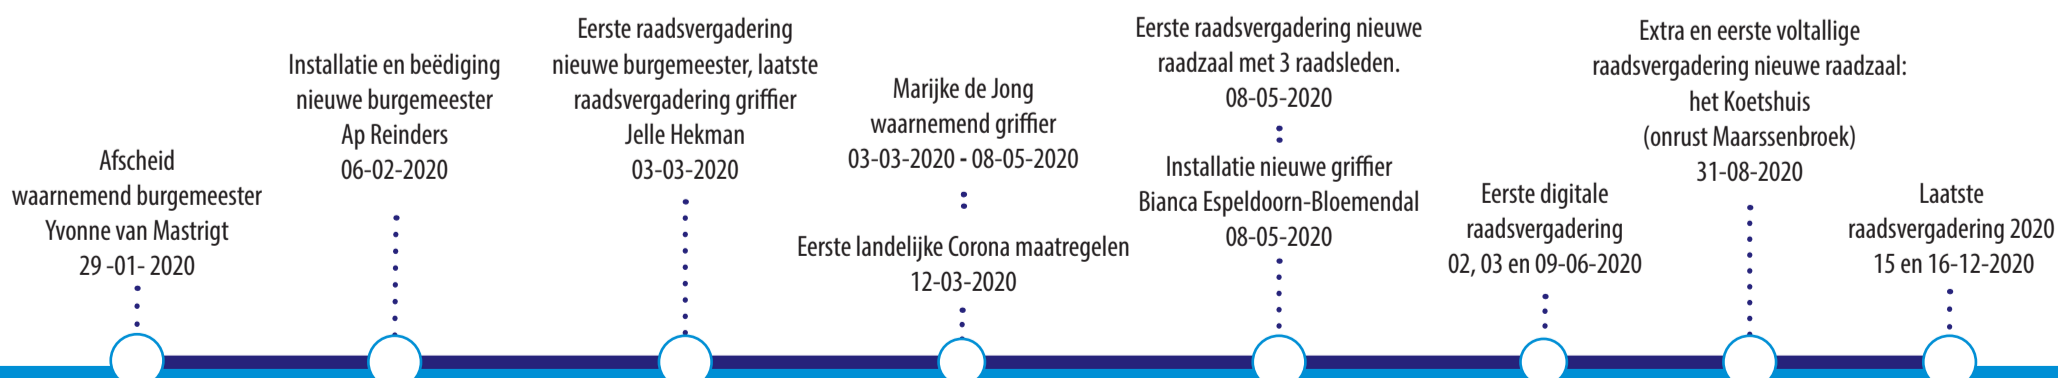 Afscheid
waarnemend burgemeester
Yvonne van Mastrigt
29 -01- 2020
Installatie en beëdiging
nieuwe burgemeester
Ap Reinders
06-02-2020
Eerste raadsvergadering
nieuwe burgemeester, laatste
raadsvergadering griffier
Jelle Hekman
03-03-2020
Marijke de Jong
waarnemend griffier
03-03-2020 - 08-05-2020
Eerste landelijke Corona maatregelen
12-03-2020
Eerste raadsvergadering nieuwe
raadzaal met 3 raadsleden.
08-05-2020
Installatie nieuwe griffier
Bianca Espeldoorn-Bloemendal
08-05-2020
Eerste digitale
raadsvergadering
02, 03 en 09-06-2020
Extra en eerste voltallige
raadsvergadering nieuwe raadzaal:
het Koetshuis
(onrust Maarssenbroek)
31-08-2020
Laatste
raadsvergadering 2020
15 en 16-12-2020